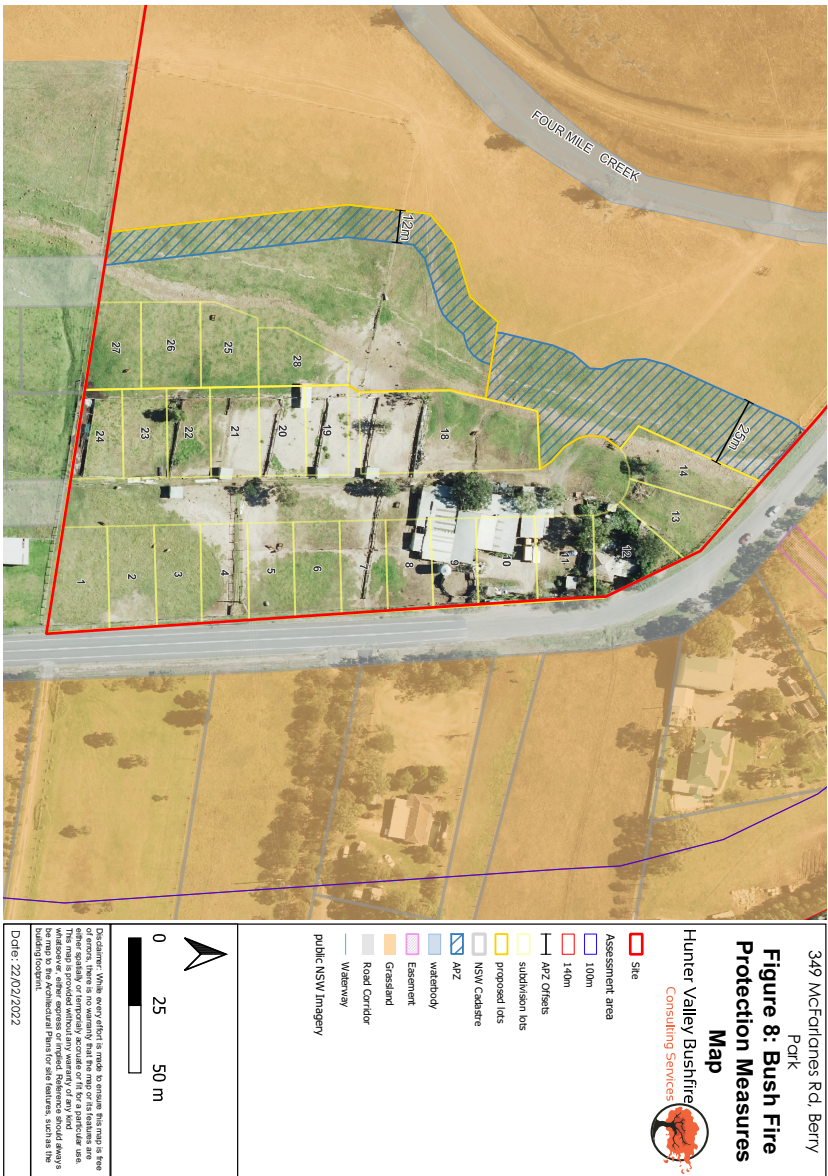 349 McFarlanes Rd, Berry
Park
Figure 8: Bush Fire
Protection Measures
Map
Hunter Valley Bushfire
Consulting Services
Site
Assessment area
100m
140m
APZ Offsets
subdivision lots
proposed lots
NSW Cadastre
APZ
waterbody
Easement
Grassland
Road Corridor
Waterway
public NSW Imagery
0 25 50 m
Disclaimer: While every effort is made to ensure this map is free
of errors, there is no warranty that the map or its features are
either spatially or temporaly accruate or fit for a particular use.
This map is provided without any warranty of any kind
whatsoever, either express or implied. Reference should always
be map to the Architectural Plans for site features, such as the
building footprint.
Date: 22/02/2022
FOUR MILE CREEK
12m
25m
27
26
25
28
24
23
22
21
20
19
18
14
13
12
1
2
3
4
5
6
7
8
9
10
11